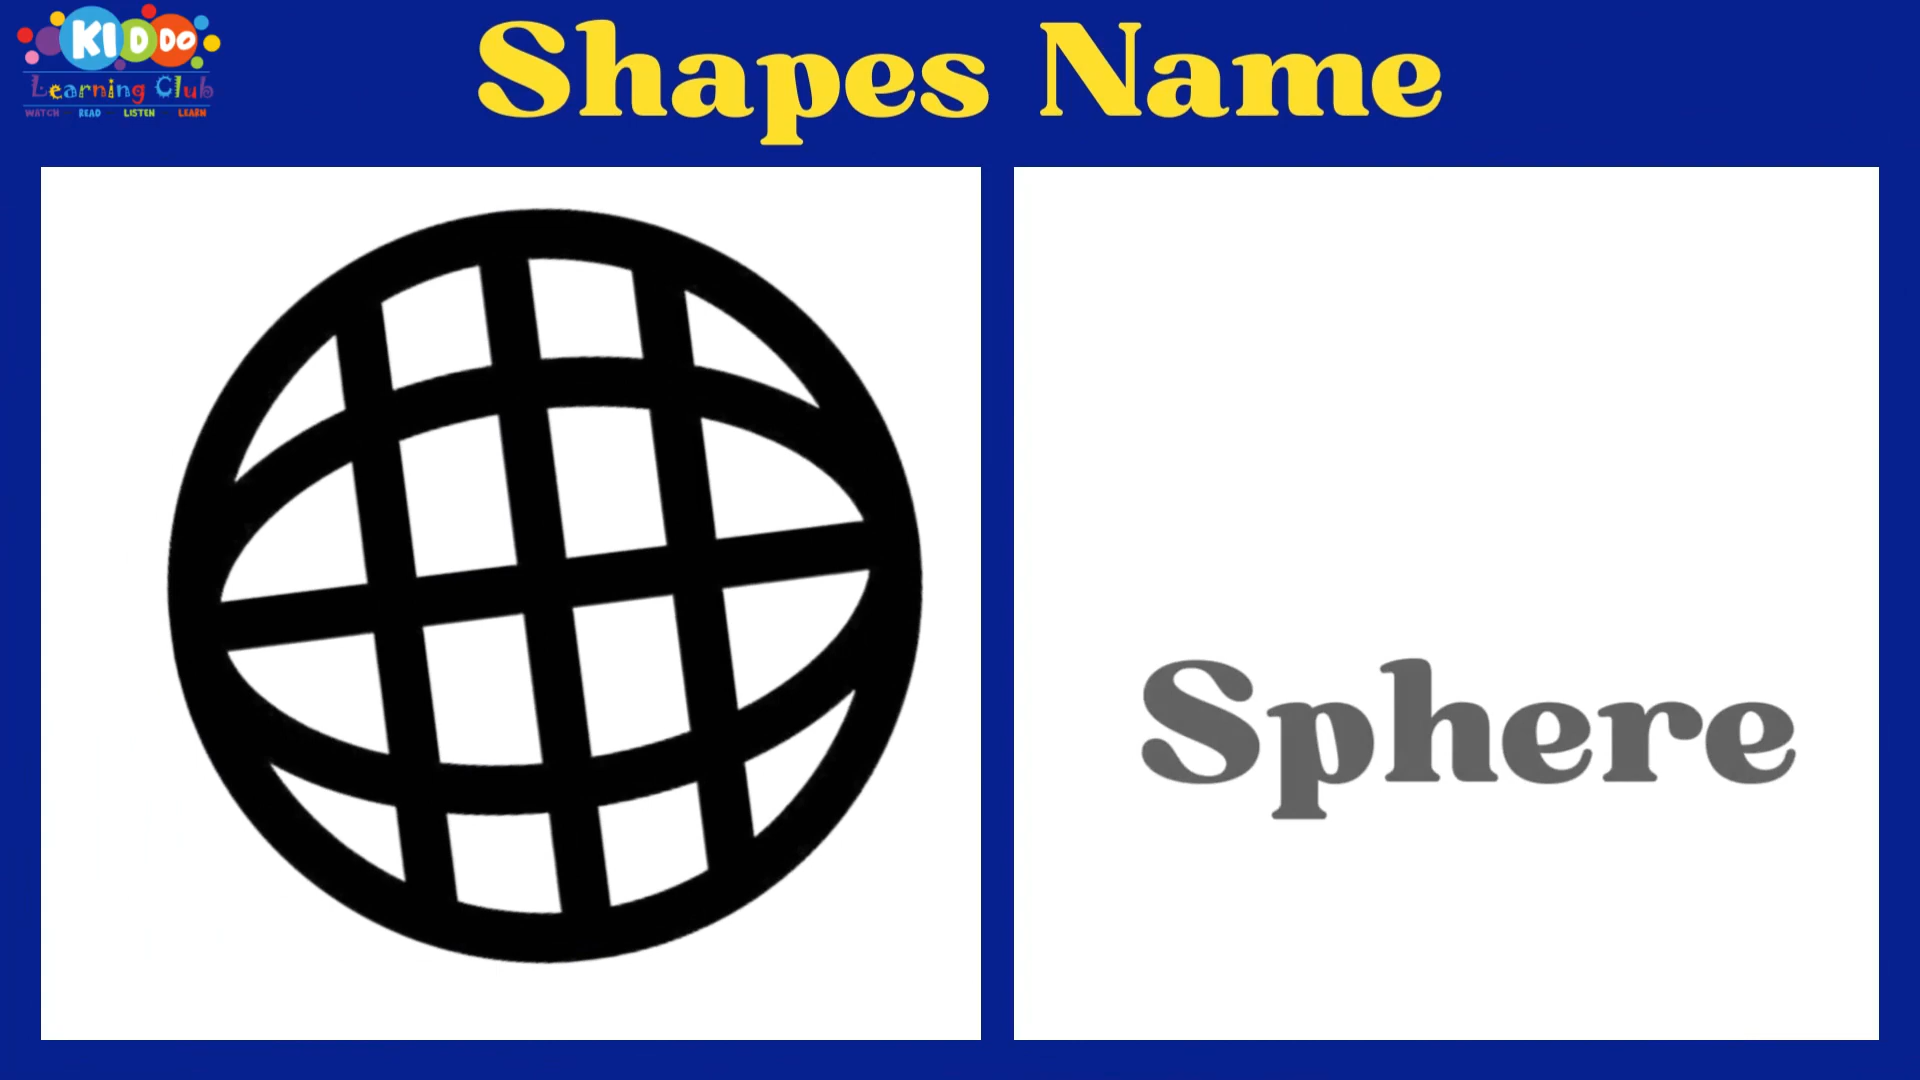 KIDDO
Learning Club
WATCH READ LISTEN LEARN
Shapes Name
Sphere